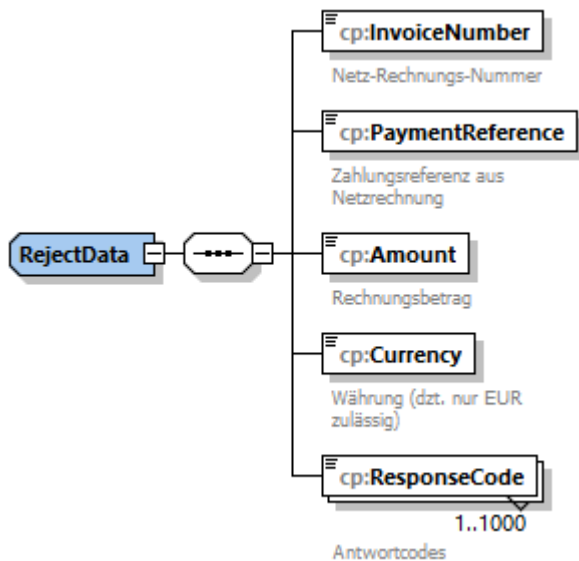 cp:InvoiceNumber
Netz-Rechnungs-Nummer
cp:PaymentReference
Zahlungsreferenz aus
Netzrechnung
RejectData
cp:Amount
Rechnungsbetrag
cp:Currency
Währung (dzt. nur EUR
zulässig)
cp:ResponseCode
1..1000
Antwortcodes